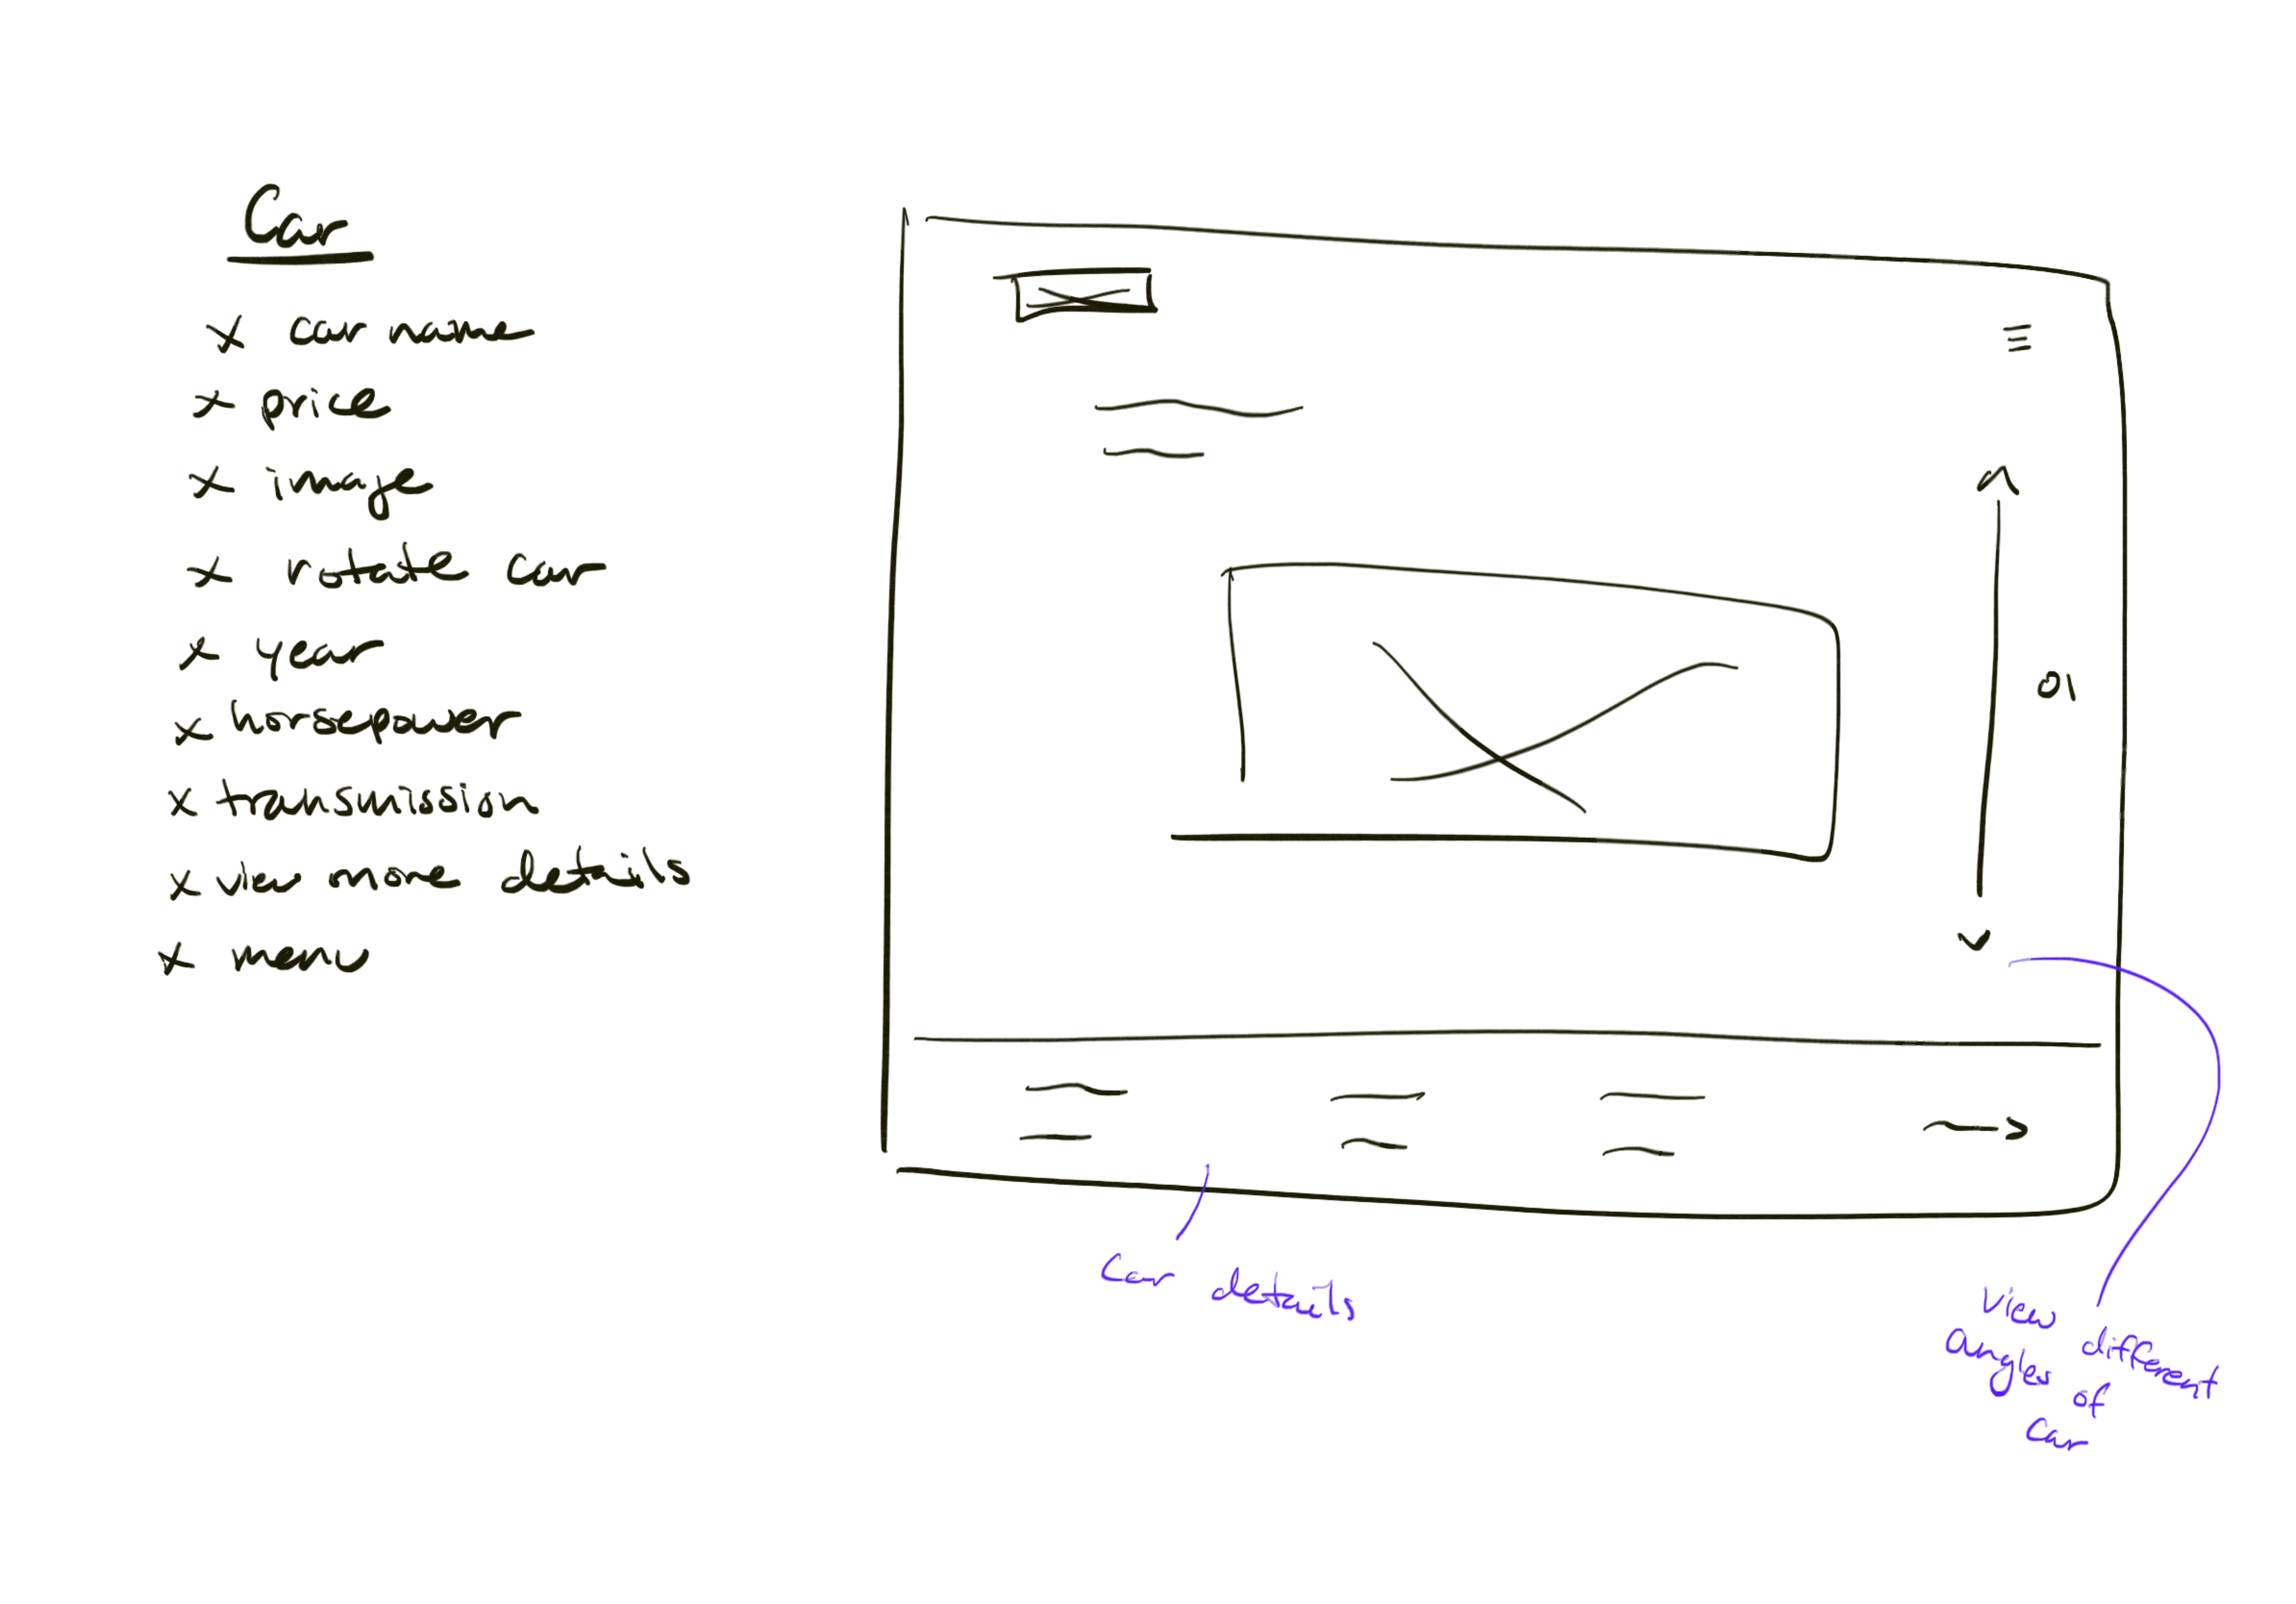 Car
x car name
x price
x image
x rotate car
x year
x horsepower
x transmission
x view more details
x menu
01
Car details
View different
angles of
Car